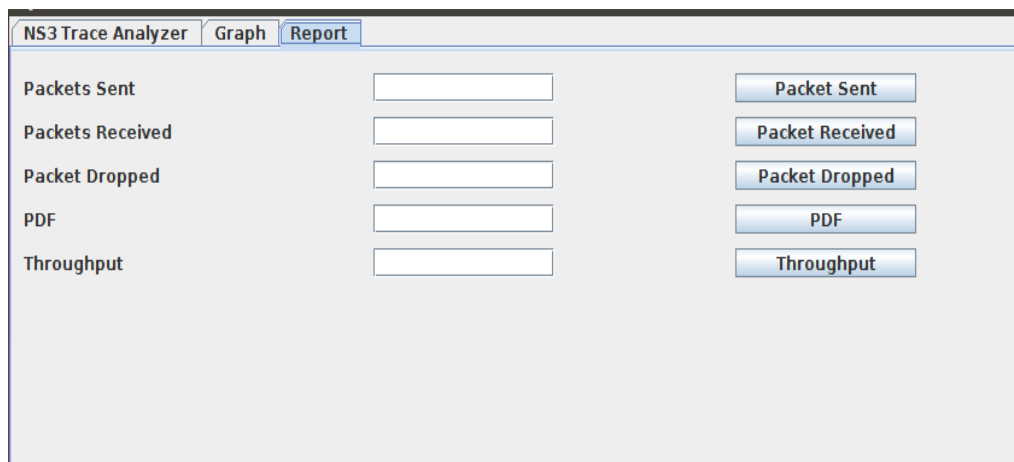 NS3 Trace Analyzer Graph Report
Packets Sent Packet Sent
Packets Received Packet Received
Packet Dropped Packet Dropped
PDF PDF
Throughput Throughput